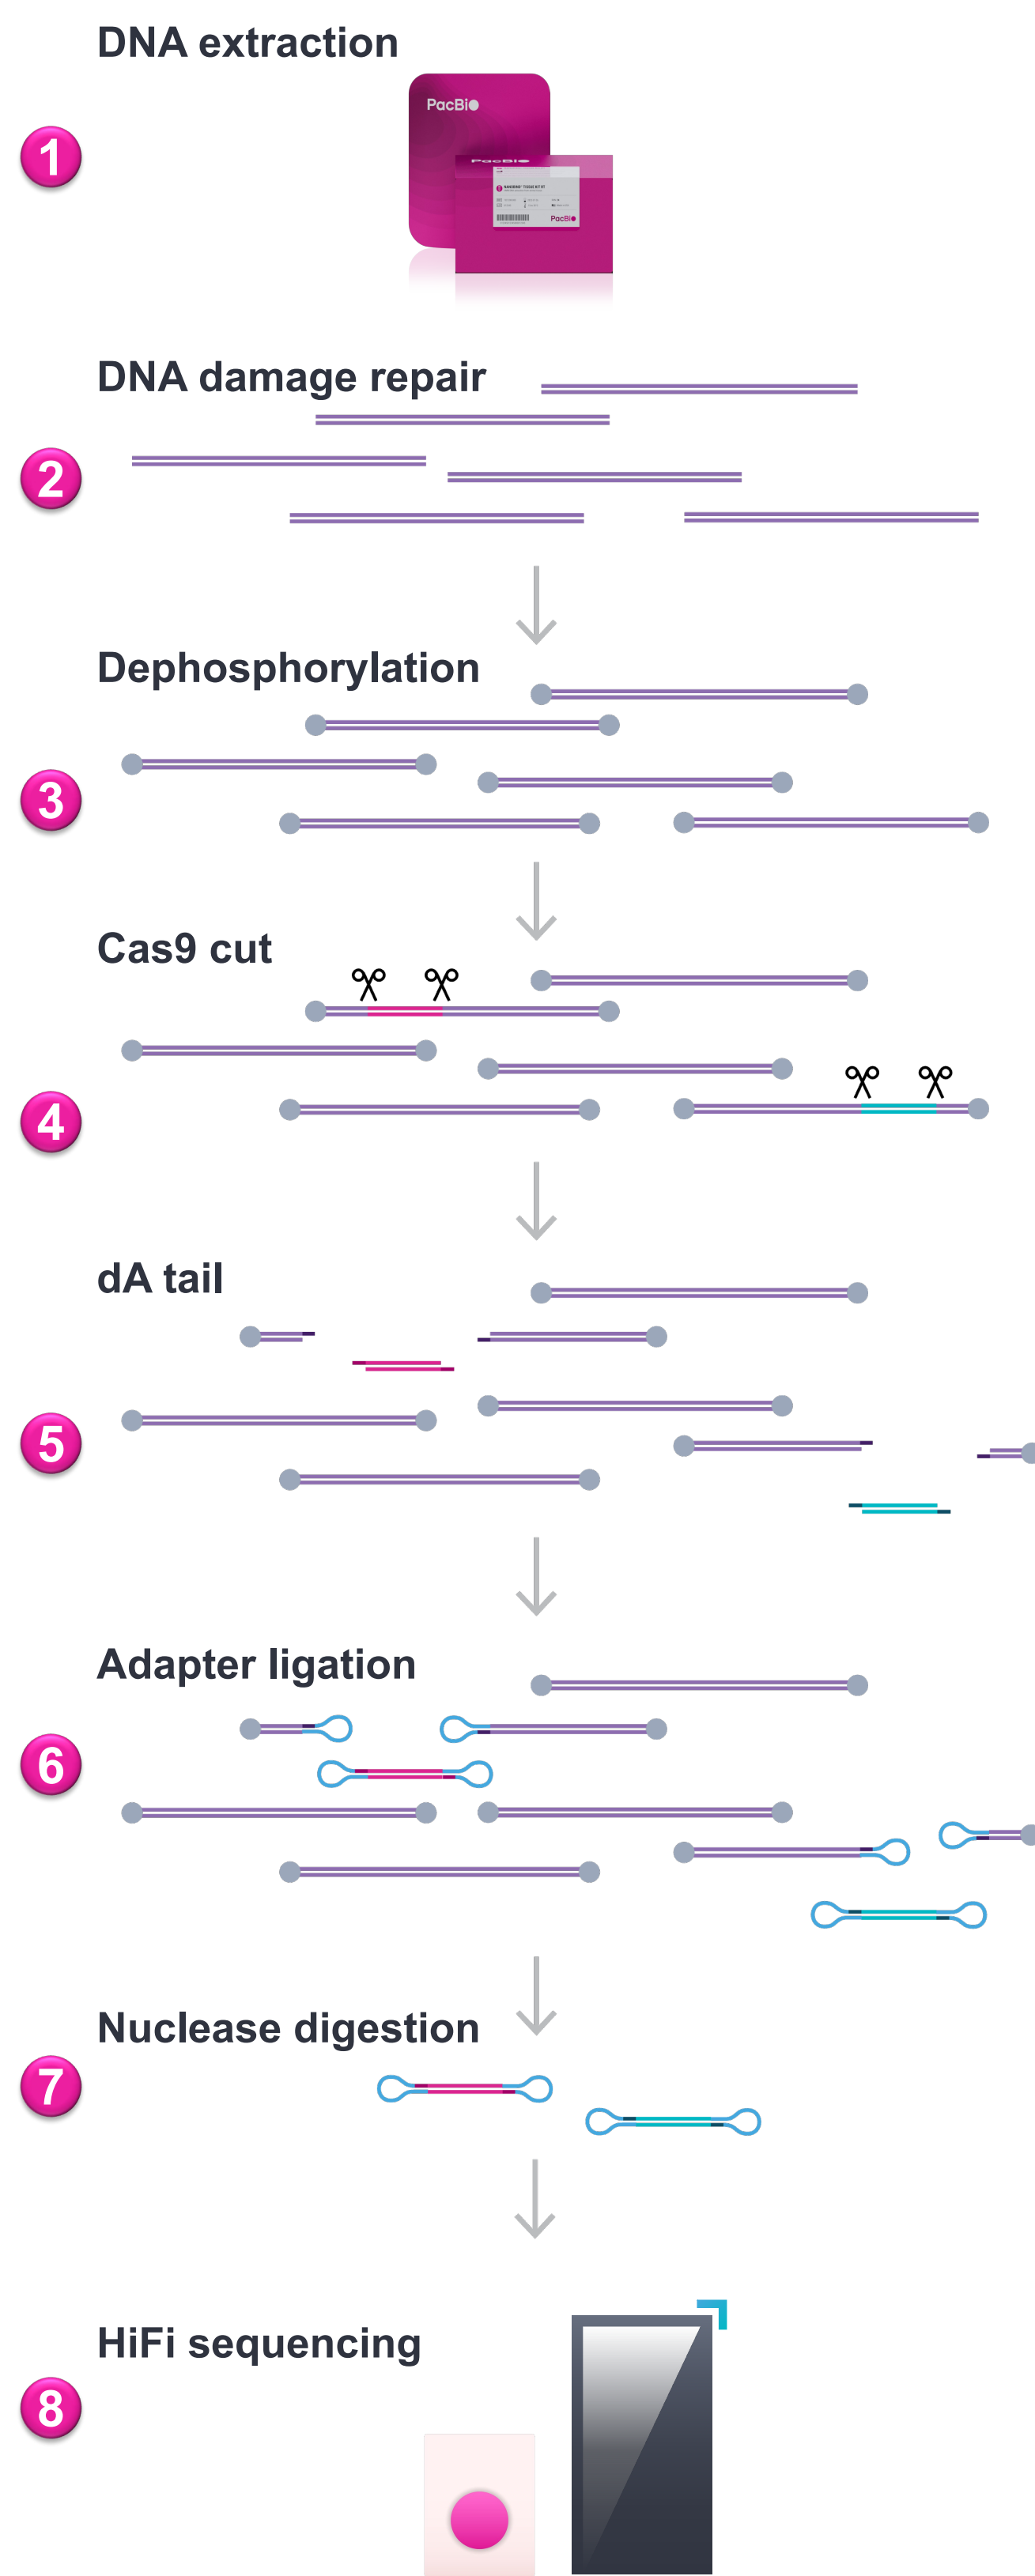 DNA extraction
PacBio
PacBio
PacBio
1
DNA damage repair
2
Dephosphorylation
3
Cas9 cut
4
dA tail
5
Adapter ligation
6
Nuclease digestion
7
HiFi sequencing
8